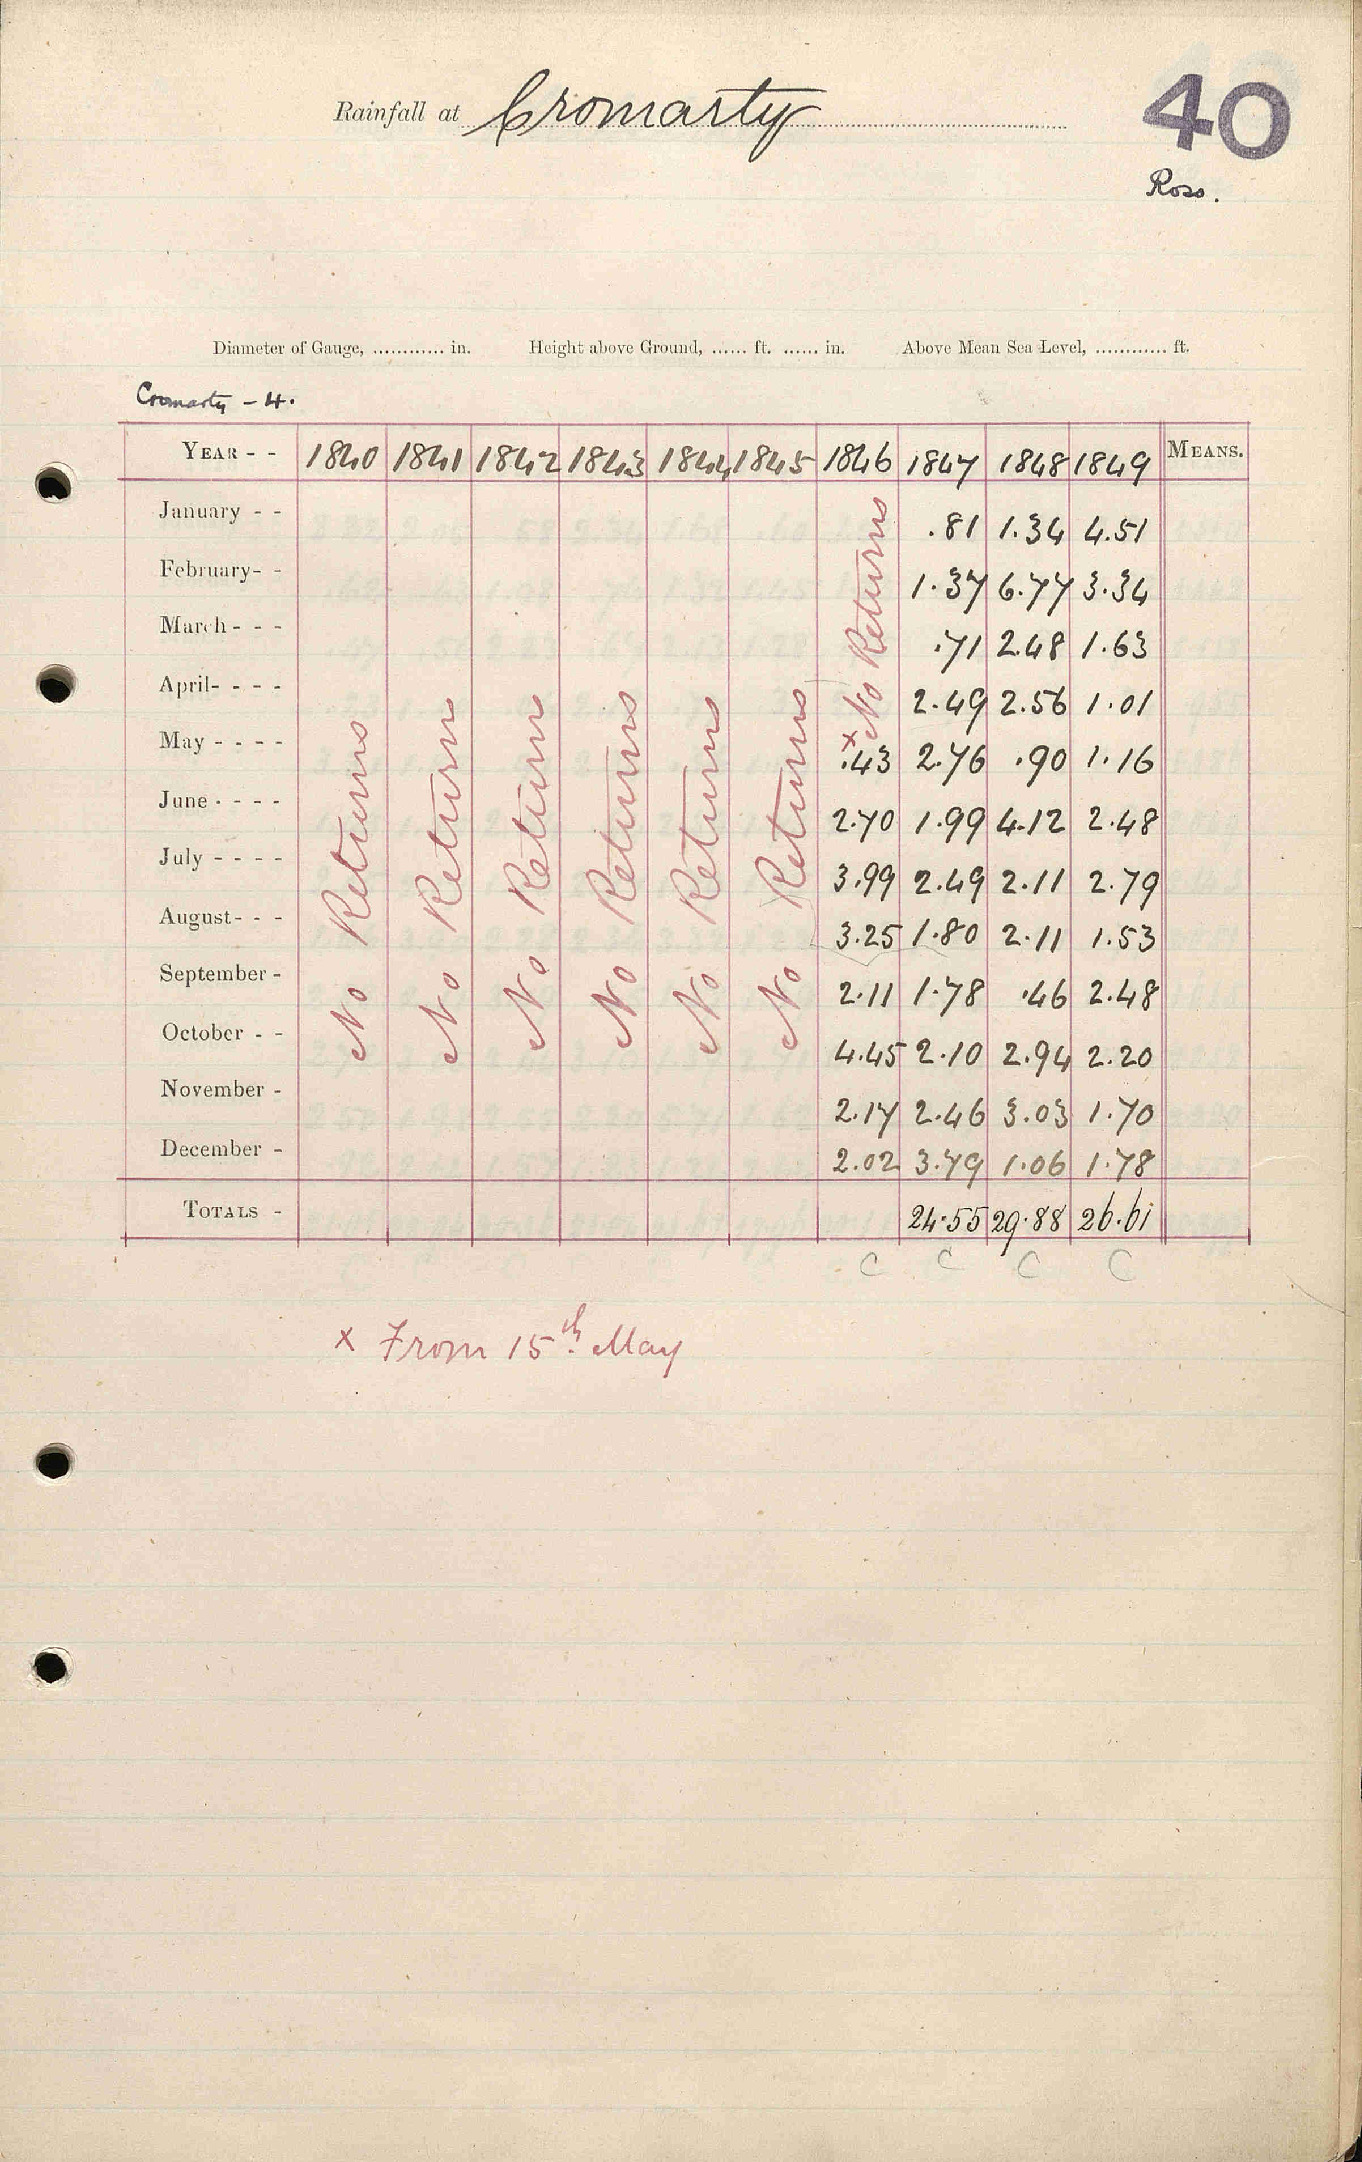 Rainfall at Cromarty
40
Ross.
Diameter of Gauge, ............ in. Height above Ground, ...... ft. ...... in. Above Mean Sea Level, ............ ft.
Cromarty - 4.
YEAR - - 1840 1841 1842 1843 1844 1845 1846 1847 1848 1849 MEANS.
January - - .81 1.34 4.51
February- - 1.37 6.77 3.34
March - - - .71 2.48 1.63
April- - - - 2.49 2.56 1.01
May - - - - x .43 2.76 .90 1.16
June - - - - 2.70 1.99 4.12 2.48
July - - - - 3.99 2.49 2.11 2.79
August- - - 3.25 1.80 2.11 1.53
September - 2.11 1.78 .46 2.48
October - - 4.45 2.10 2.94 2.20
November - 2.17 2.46 3.03 1.70
December - 2.02 3.79 1.06 1.78
TOTALS - 24.55 29.88 26.61
No Returns
No Returns
No Returns
No Returns
No Returns
No Returns
No Returns
C C C C
x From 15th. May